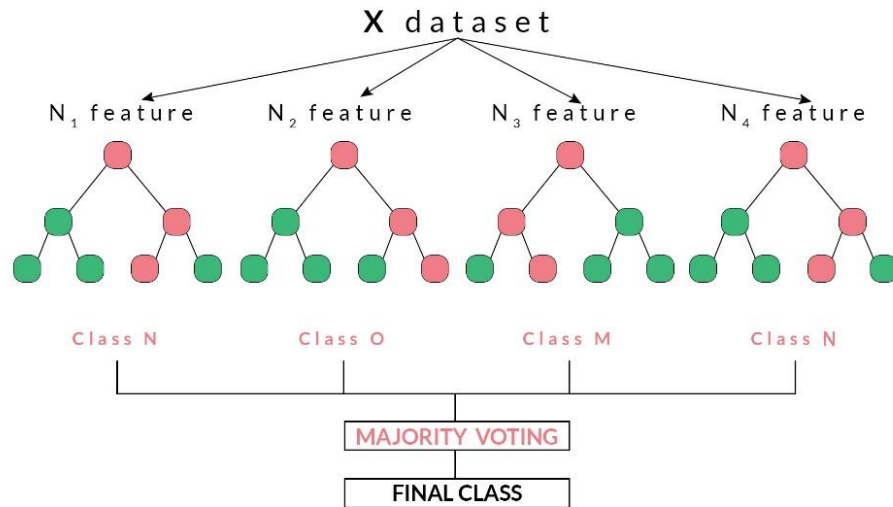 X dataset
N₁ feature N₂ feature N₃ feature N₄ feature
Class N Class O Class M Class N
MAJORITY VOTING
FINAL CLASS